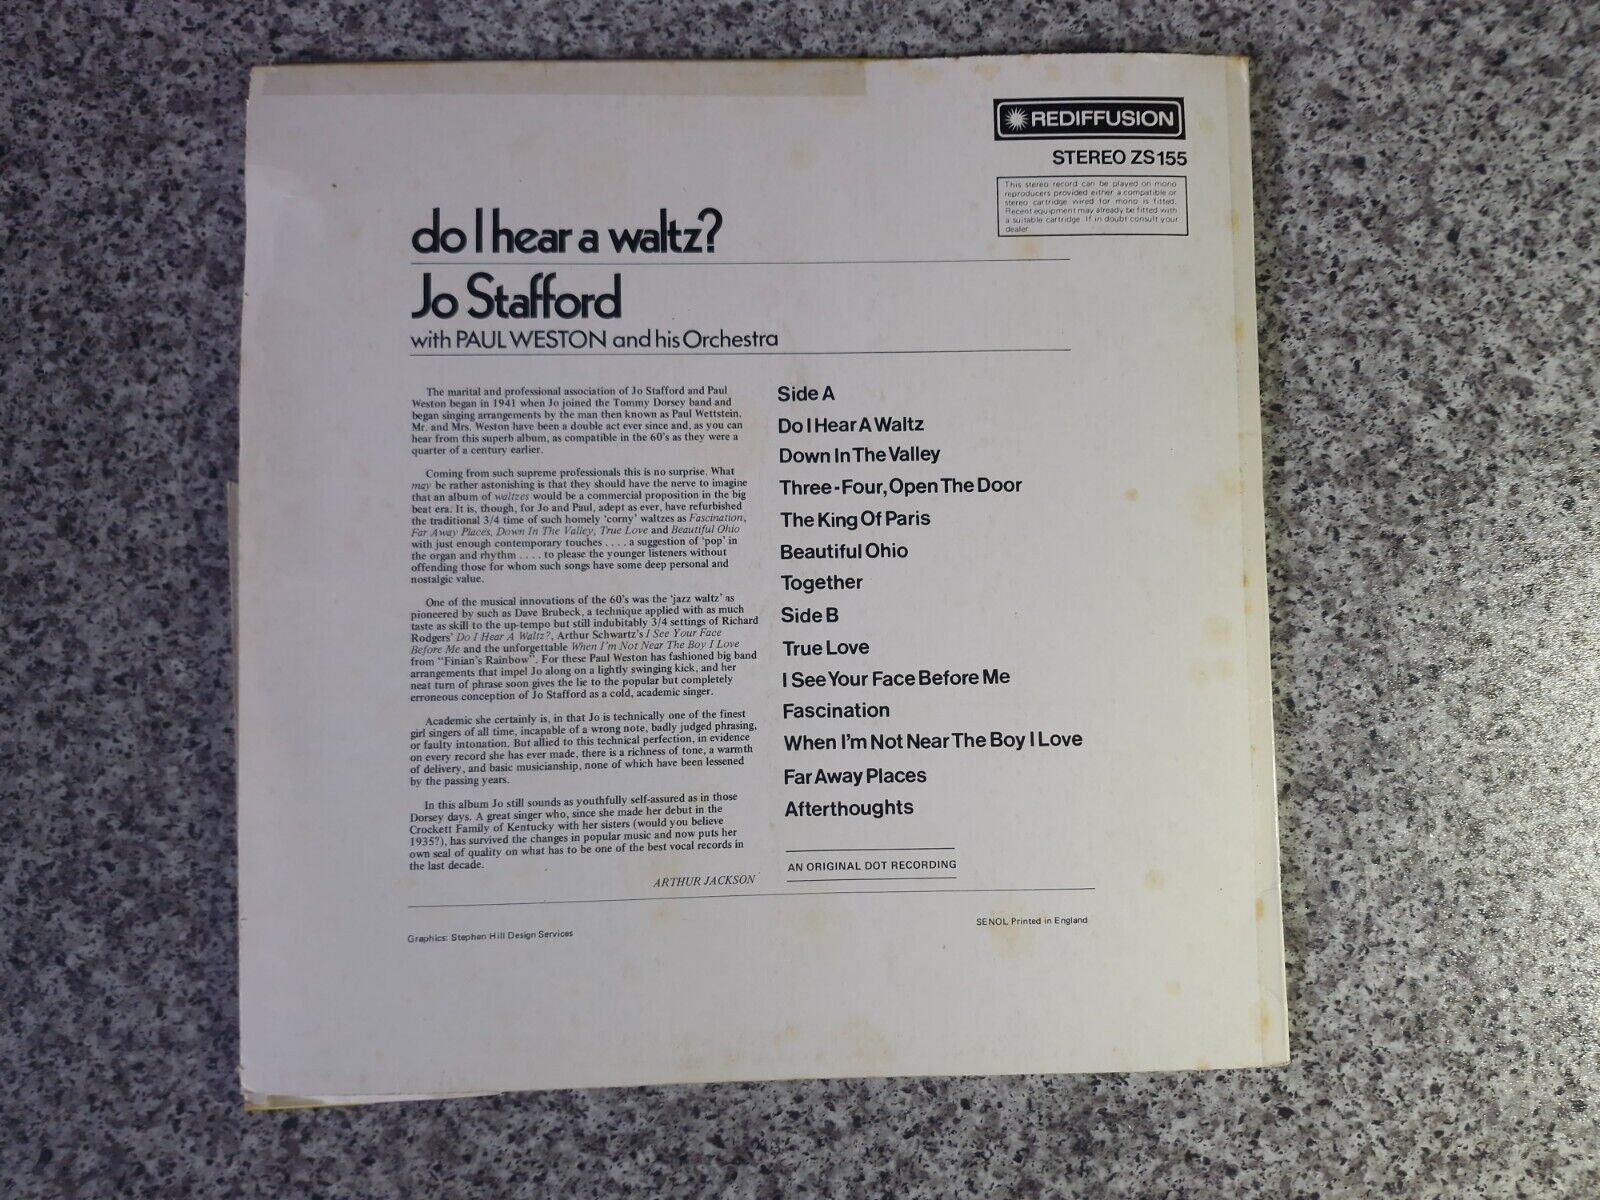 REDIFFUSION
STEREO ZS155
This stereo record can be played on mono
reproducers provided either a compatible or
stereo cartridge wired for mono is fitted.
Recent equipment may already be fitted with
a suitable cartridge. If in doubt consult your
dealer
do I hear a waltz?
Jo Stafford
with PAUL WESTON and his Orchestra
The marital and professional association of Jo Stafford and Paul
Weston began in 1941 when Jo joined the Tommy Dorsey band and
began singing arrangements by the man then known as Paul Wettstein.
Mr. and Mrs. Weston have been a double act ever since and, as you can
hear from this superb album, as compatible in the 60's as they were a
quarter of a century earlier.
Coming from such supreme professionals this is no surprise. What
may be rather astonishing is that they should have the nerve to imagine
that an album of waltzes would be a commercial proposition in the big
beat era. It is, though, for Jo and Paul, adept as ever, have refurbished
the traditional 3/4 time of such homely 'corny' waltzes as Fascination,
Far Away Places, Down In The Valley, True Love and Beautiful Ohio
with just enough contemporary touches . . . . a suggestion of 'pop' in
the organ and rhythm . . . . to please the younger listeners without
offending those for whom such songs have some deep personal and
nostalgic value.
One of the musical innovations of the 60's was the 'jazz waltz' as
pioneered by such as Dave Brubeck, a technique applied with as much
taste as skill to the up-tempo but still indubitably 3/4 settings of Richard
Rodgers' Do I Hear A Waltz?, Arthur Schwartz's I See Your Face
Before Me and the unforgettable When I'm Not Near The Boy I Love
from "Finian's Rainbow". For these Paul Weston has fashioned big band
arrangements that impel Jo along on a lightly swinging kick, and her
neat turn of phrase soon gives the lie to the popular but completely
erroneous conception of Jo Stafford as a cold, academic singer.
Academic she certainly is, in that Jo is technically one of the finest
girl singers of all time, incapable of a wrong note, badly judged phrasing,
or faulty intonation. But allied to this technical perfection, in evidence
on every record she has ever made, there is a richness of tone, a warmth
of delivery, and basic musicianship, none of which have been lessened
by the passing years.
In this album Jo still sounds as youthfully self-assured as in those
Dorsey days. A great singer who, since she made her debut in the
Crockett Family of Kentucky with her sisters (would you believe
1935?), has survived the changes in popular music and now puts her
own seal of quality on what has to be one of the best vocal records in
the last decade.
ARTHUR JACKSON
Side A
Do I Hear A Waltz
Down In The Valley
Three-Four, Open The Door
The King Of Paris
Beautiful Ohio
Together
Side B
True Love
I See Your Face Before Me
Fascination
When I'm Not Near The Boy I Love
Far Away Places
Afterthoughts
AN ORIGINAL DOT RECORDING
SENOL Printed in England
Graphics: Stephen Hill Design Services